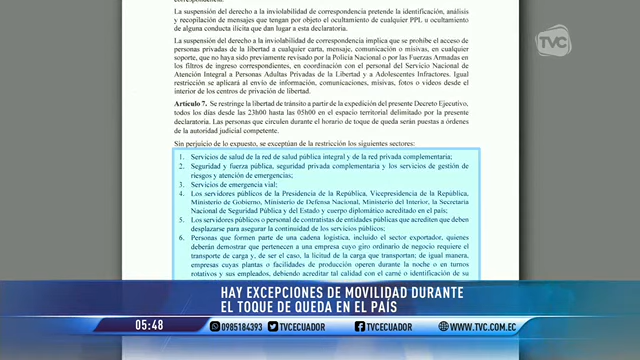 correspondencia.
La suspensión del derecho a la inviolabilidad de correspondencia pretende la identificación, análisis
y recopilación de mensajes que tengan por objeto el ocultamiento de cualquier PPL u ocultamiento
de alguna conducta ilícita que dan lugar a esta declaratoria.
La suspensión del derecho a la inviolabilidad de correspondencia implica que se prohíbe el acceso de
personas privadas de la libertad a cualquier carta, mensaje, comunicación o misivas, en cualquier
soporte, que no haya sido previamente revisado por la Policía Nacional o por las Fuerzas Armadas en
los filtros de ingreso correspondientes, en coordinación con el personal del Servicio Nacional de
Atención Integral a Personas Adultas Privadas de la Libertad y a Adolescentes Infractores. Igual
restricción se aplicará al envío de información, comunicaciones, misivas, fotos o videos desde el
interior de los centros de privación de libertad.
Artículo 7. Se restringe la libertad de tránsito a partir de la expedición del presente Decreto Ejecutivo,
todos los días desde las 23h00 hasta las 05h00 en el espacio territorial delimitado por la presente
declaratoria. Las personas que circulen durante el horario de toque de queda serán puestas a órdenes
de la autoridad judicial competente.
Sin perjuicio de lo expuesto, se exceptúan de la restricción los siguientes sectores:
1. Servicios de salud de la red de salud pública integral y de la red privada complementaria;
2. Seguridad y fuerza pública, seguridad privada complementaria y los servicios de gestión de
riesgos y atención de emergencias;
3. Servicios de emergencia vial;
4. Los servidores públicos de la Presidencia de la República, Vicepresidencia de la República,
Ministerio de Gobierno, Ministerio de Defensa Nacional, Ministerio del Interior, la Secretaría
Nacional de Seguridad Pública y del Estado y cuerpo diplomático acreditado en el país;
5. Los servidores públicos o personal de contratistas de entidades públicas que acrediten que deben
desplazarse para asegurar la continuidad de los servicios públicos;
6. Personas que formen parte de una cadena logística, incluido el sector exportador, quienes
deberán demostrar que pertenecen a una empresa cuyo giro ordinario de negocio requiere el
transporte de carga y, de ser el caso, la licitud de la carga que transportan; de igual manera,
empresas cuyas plantas o facilidades de producción operen durante la noche o en turnos
rotativos y sus empleados, debiendo acreditar tal calidad con el carné o identificación de su
TVC
HAY EXCEPCIONES DE MOVILIDAD DURANTE
EL TOQUE DE QUEDA EN EL PAÍS
05:48
0985184393
TVCECUADOR
TVCECUADOR
WWW.TVC.COM.EC